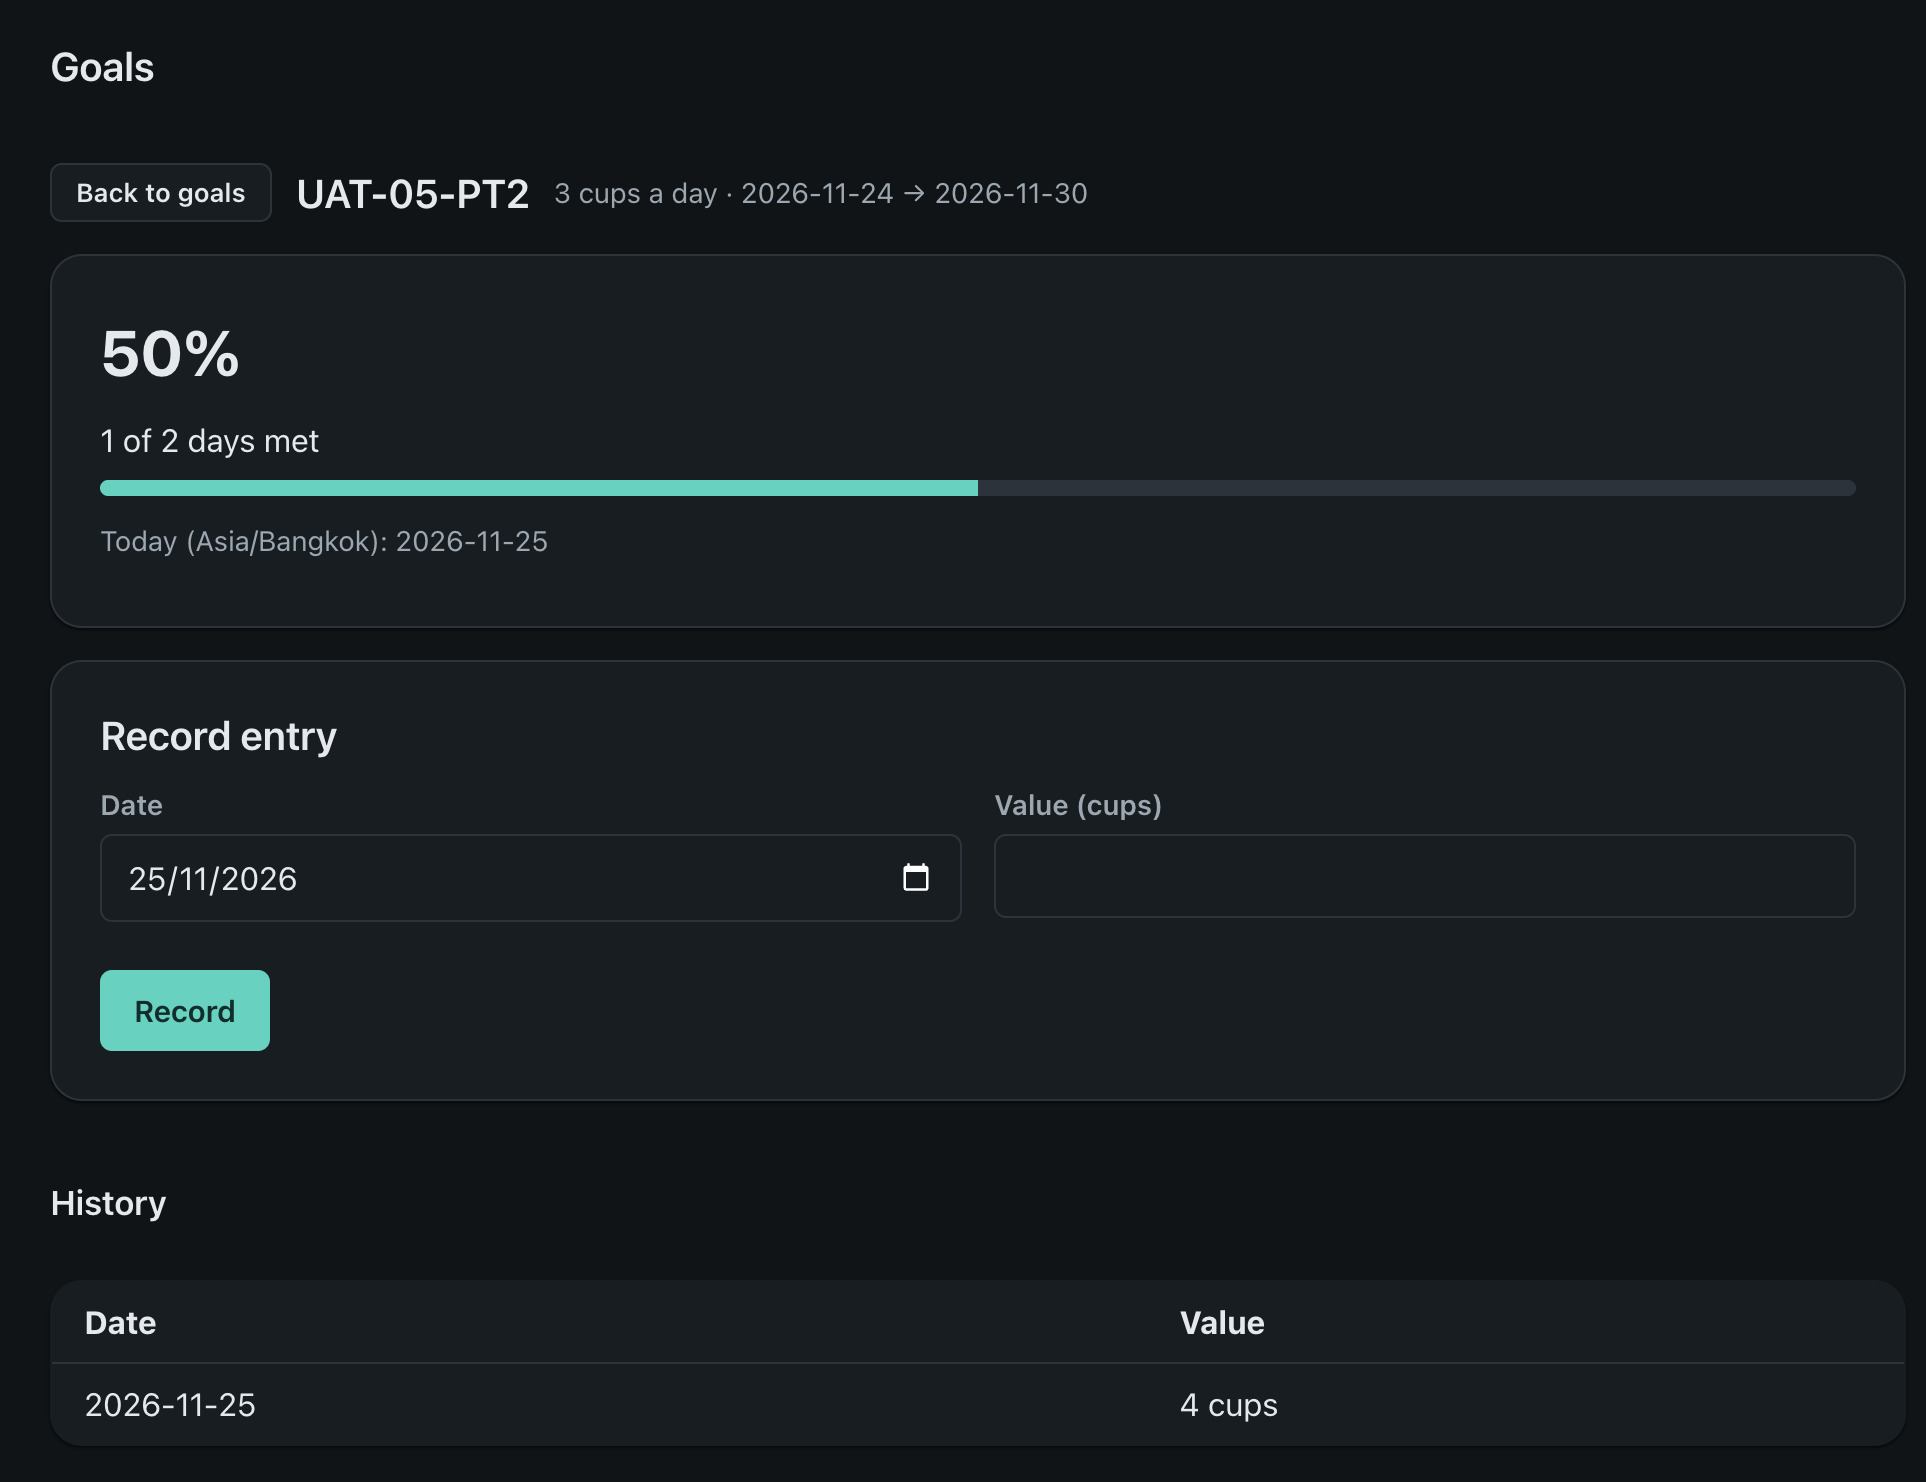 Goals
Back to goals UAT-05-PT2 3 cups a day · 2026-11-24 → 2026-11-30
50%
1 of 2 days met
Today (Asia/Bangkok): 2026-11-25
Record entry
Date Value (cups)
25/11/2026
Record
History
Date Value
2026-11-25 4 cups